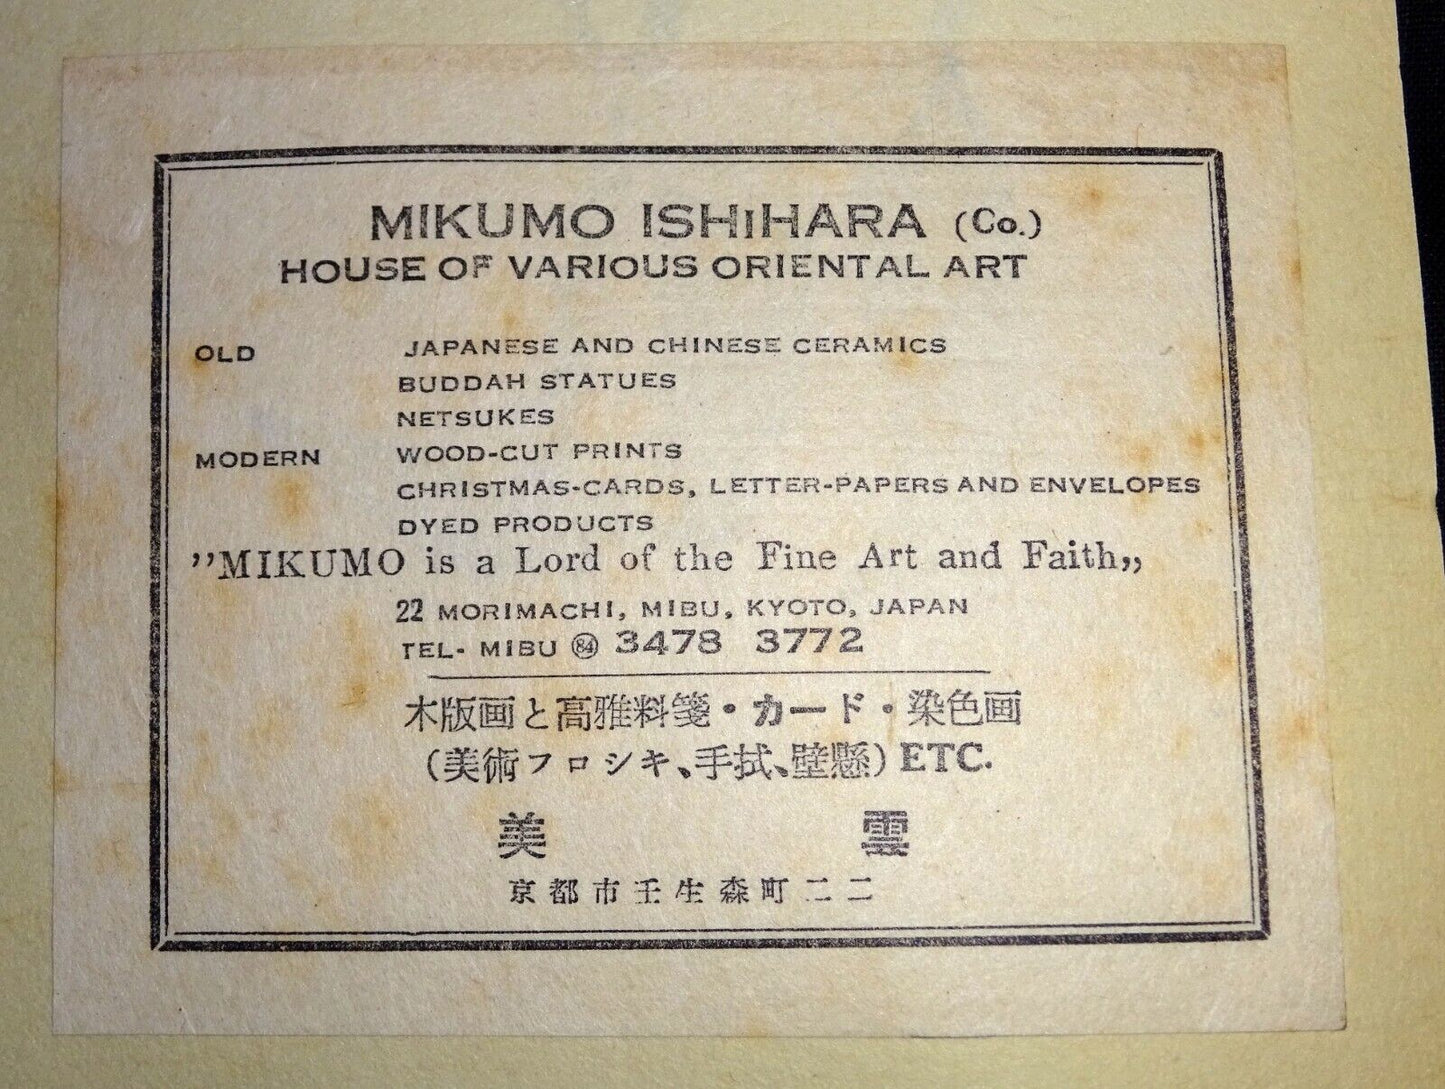 MIKUMO ISHiHARA (Co.)
HOUSE OF VARIOUS ORIENTAL ART
OLD JAPANESE AND CHINESE CERAMICS
BUDDAH STATUES
NETSUKES
MODERN WOOD-CUT PRINTS
CHRISTMAS-CARDS, LETTER-PAPERS AND ENVELOPES
DYED PRODUCTS
”MIKUMO is a Lord of the Fine Art and Faith„
22 MORIMACHI, MIBU, KYOTO, JAPAN
TEL- MIBU ㊹ 3478 3772
木版画と高雅料箋・カード・染色画
(美術フロシキ、手拭、壁懸) ETC.
美 雲
京都市壬生森町二二